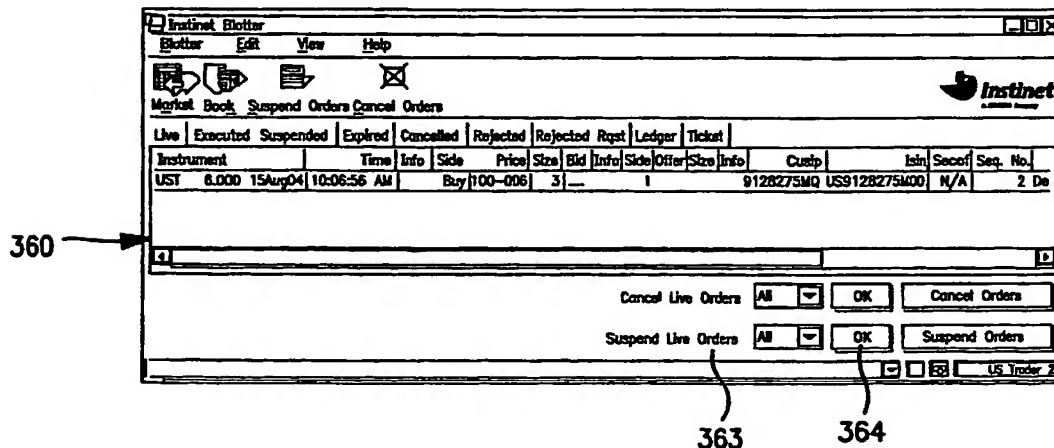 Instinet Blotter
Blotter Edit View Help
Market Book Suspend Orders Cancel Orders
Instinet
Live Executed Suspended Expired Cancelled Rejected Rejected Rqst Ledger Ticket
Instrument Time Info Side Price Size Bid Info Side Offer Size Info Cusip Isin Secof Seq. No.
UST 6.000 15Aug04 10:06:56 AM Buy 100-006 3 1 9128275MQ US9128275M00 N/A 2 De
360
Cancel Live Orders All OK Cancel Orders
Suspend Live Orders All OK Suspend Orders
US Trader 2
363 364